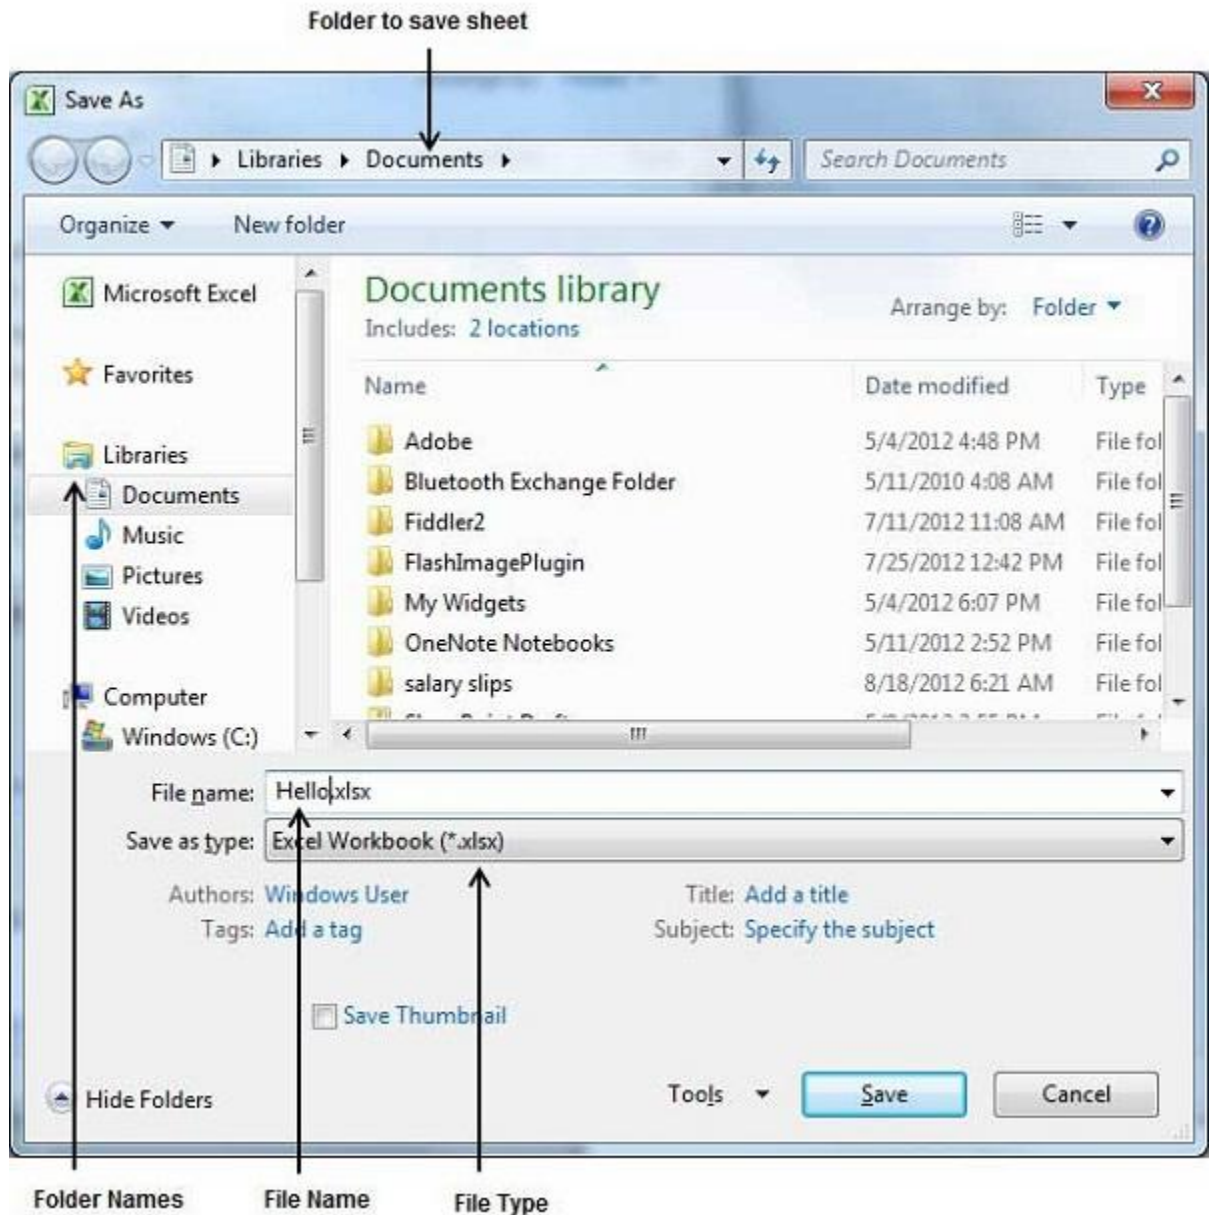 Folder to save sheet
Save As
Libraries Documents
Search Documents
Organize New folder
Microsoft Excel
Favorites
Libraries
Documents
Music
Pictures
Videos
Computer
Windows (C:)
Documents library
Includes: 2 locations
Arrange by: Folder
Name Date modified Type
Adobe 5/4/2012 4:48 PM File fol
Bluetooth Exchange Folder 5/11/2010 4:08 AM File fol
Fiddler2 7/11/2012 11:08 AM File fol
FlashImagePlugin 7/25/2012 12:42 PM File fol
My Widgets 5/4/2012 6:07 PM File fol
OneNote Notebooks 5/11/2012 2:52 PM File fol
salary slips 8/18/2012 6:21 AM File fol
File name: Hello.xlsx
Save as type: Excel Workbook (*.xlsx)
Authors: Windows User Title: Add a title
Tags: Add a tag Subject: Specify the subject
Save Thumbnail
Hide Folders Tools Save Cancel
Folder Names File Name File Type